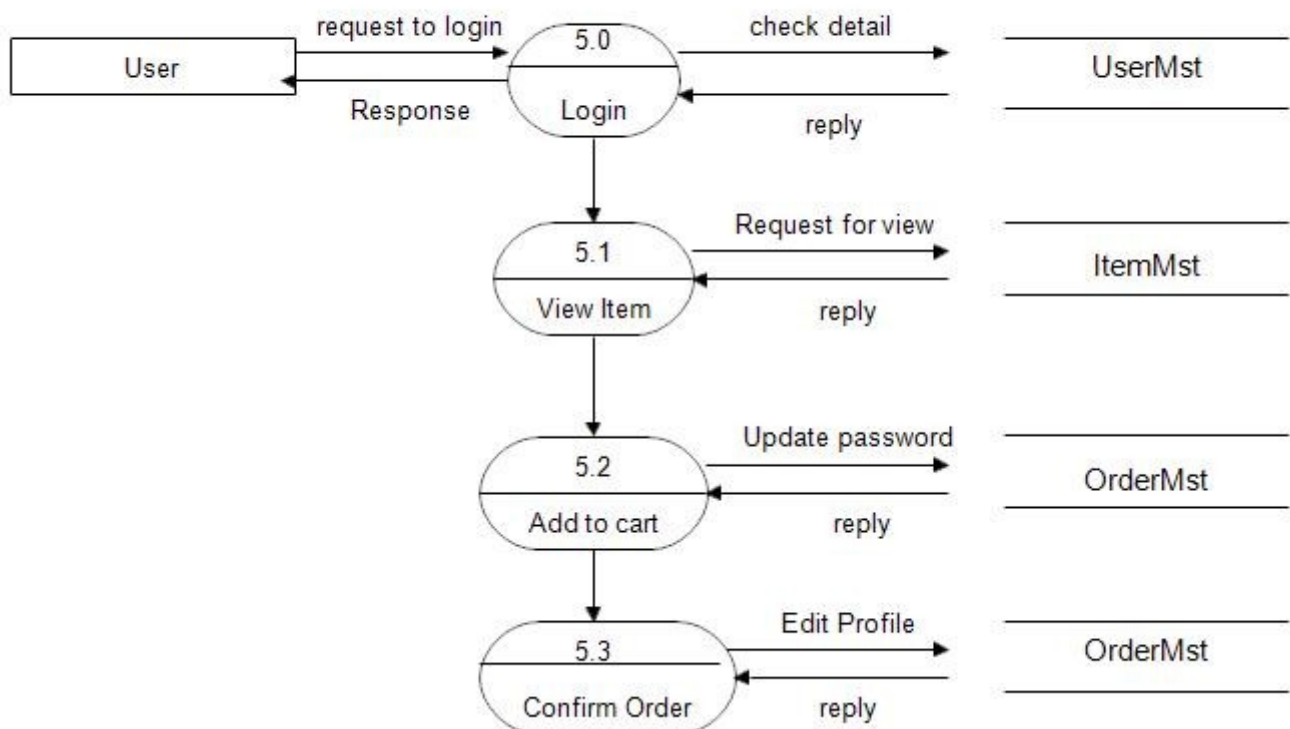 request to login
5.0
check detail
User
UserMst
Response
Login
reply
Request for view
5.1
ItemMst
View Item
reply
Update password
5.2
OrderMst
Add to cart
reply
Edit Profile
5.3
OrderMst
Confirm Order
reply